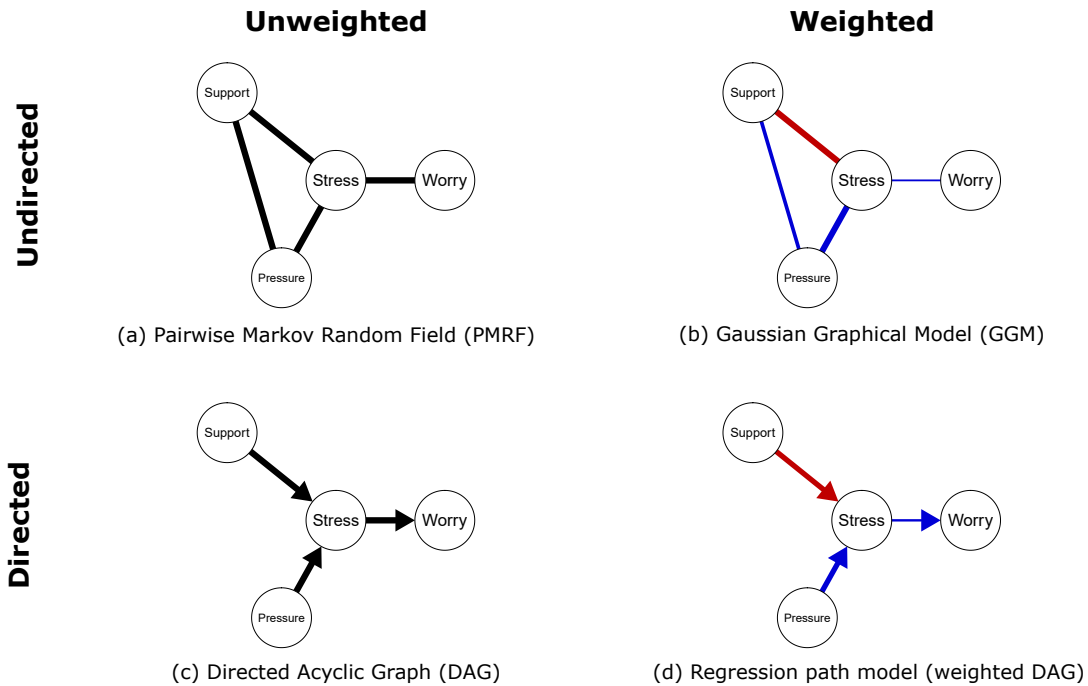 Unweighted
Weighted
Undirected
Support
Stress
Worry
Pressure
(a) Pairwise Markov Random Field (PMRF)
Support
Stress
Worry
Pressure
(b) Gaussian Graphical Model (GGM)
Directed
Support
Stress
Worry
Pressure
(c) Directed Acyclic Graph (DAG)
Support
Stress
Worry
Pressure
(d) Regression path model (weighted DAG)